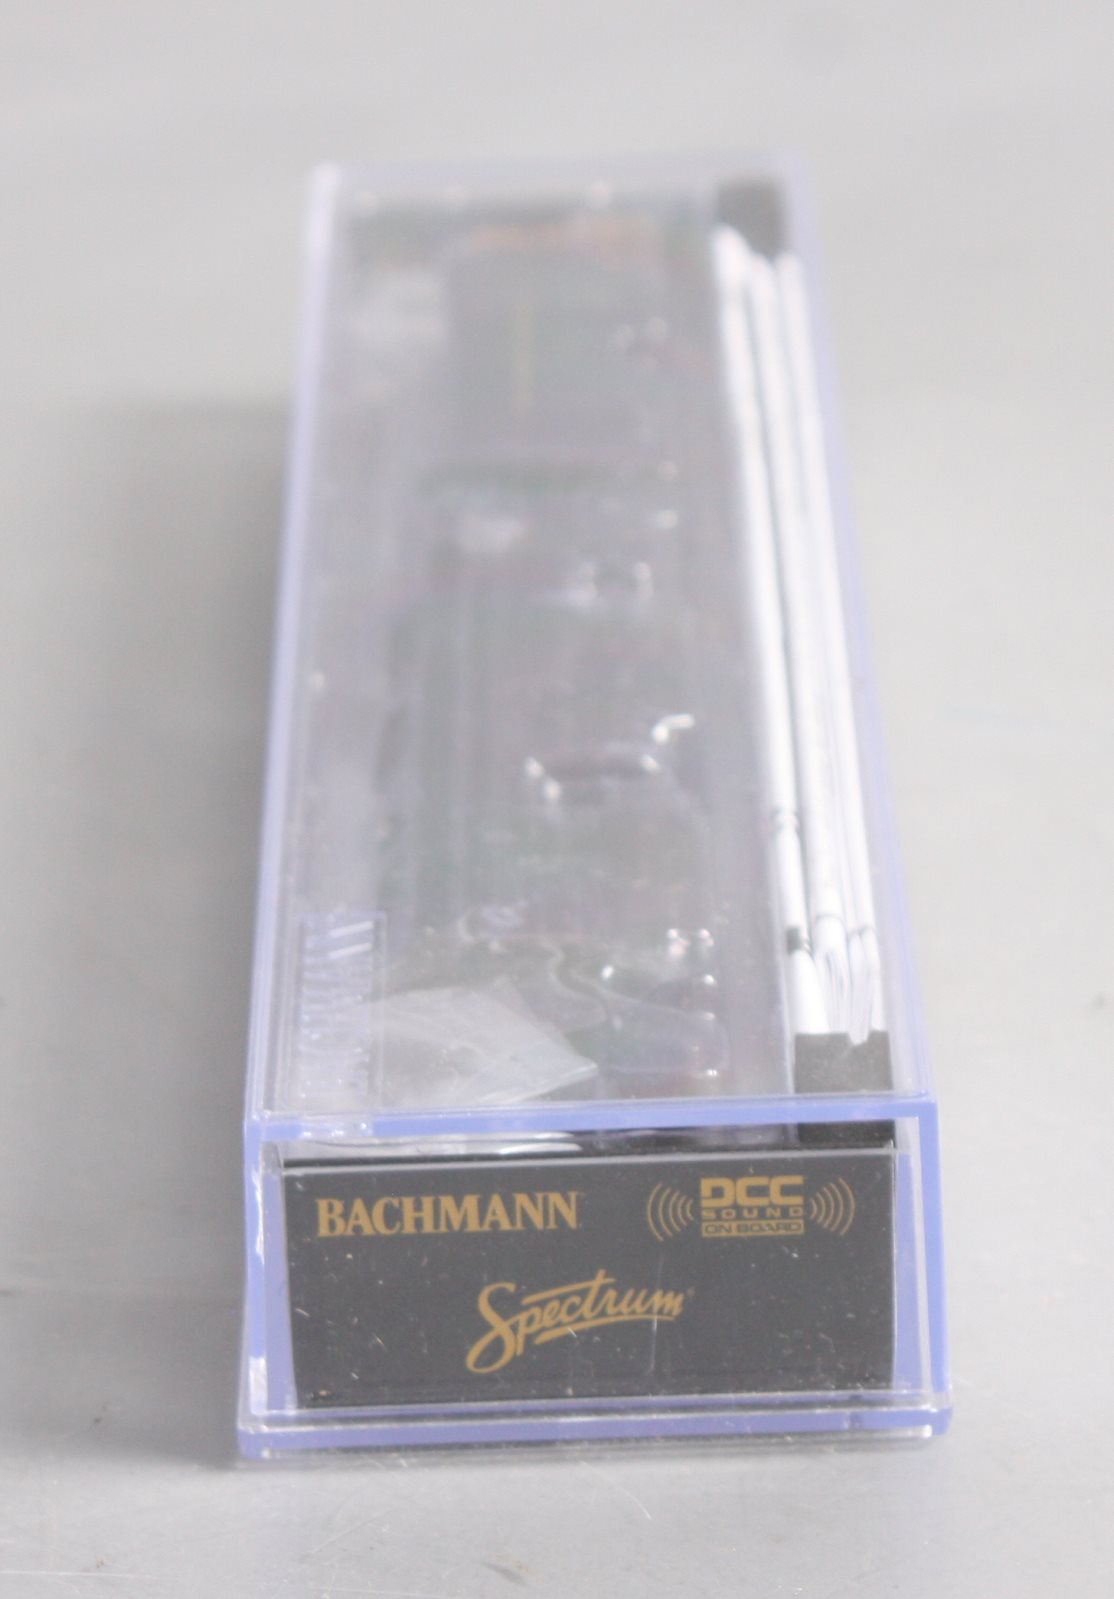 BACHMANN
DCC
SOUND
ON BOARD
Spectrum®